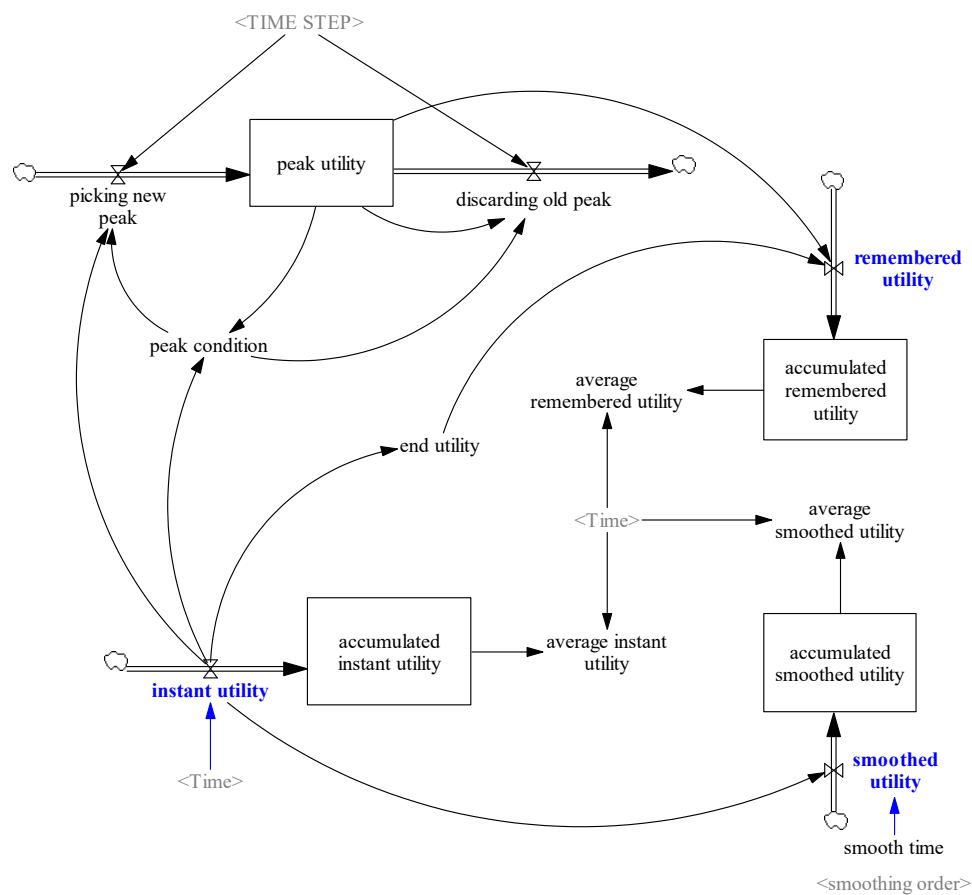 <TIME STEP>
peak utility
picking new
peak
discarding old peak
remembered
utility
peak condition
accumulated
remembered
utility
average
remembered utility
end utility
<Time>
average
smoothed utility
accumulated
instant utility
average instant
utility
accumulated
smoothed utility
instant utility
<Time>
smoothed
utility
smooth time
<smoothing order>